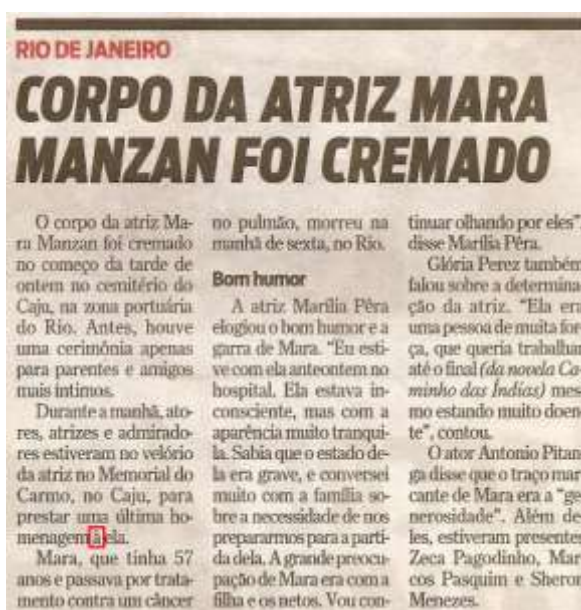 RIO DE JANEIRO
CORPO DA ATRIZ MARA
MANZAN FOI CREMADO
O corpo da atriz Ma-
ra Manzan foi cremado
no começo da tarde de
ontem no cemitério do
Caju, na zona portuária
do Rio. Antes, houve
uma cerimônia apenas
para parentes e amigos
mais íntimos.
Durante a manhã, ato-
res, atrizes e admirado-
res estiveram no velório
da atriz no Memorial do
Carmo, no Caju, para
prestar uma última ho-
menagem à ela.
Mara, que tinha 57
anos e passava por trata-
mento contra um câncer
no pulmão, morreu na
manhã de sexta, no Rio.
Bom humor
A atriz Marília Pêra
elogiou o bom humor e a
garra de Mara. "Eu esti-
ve com ela anteontem no
hospital. Ela estava in-
consciente, mas com a
aparência muito tranqui-
la. Sabia que o estado de-
la era grave, e conversei
muito com a família so-
bre a necessidade de nos
prepararmos para a parti-
da dela. A grande preocu-
pação de Mara era com a
filha e os netos. Vou con-
tinuar olhando por eles",
disse Marília Pêra.
Glória Perez também
falou sobre a determina
ção da atriz. "Ela era
uma pessoa de muita for
ça, que queria trabalhar
até o final (da novela Ca-
minho das Índias) mes
mo estando muito doen
te", contou.
O ator Antonio Pitan
ga disse que o traço mar
cante de Mara era a "ge
nerosidade". Além de
les, estiveram presentes
Zeca Pagodinho, Mar
cos Pasquim e Sheron
Menezes.